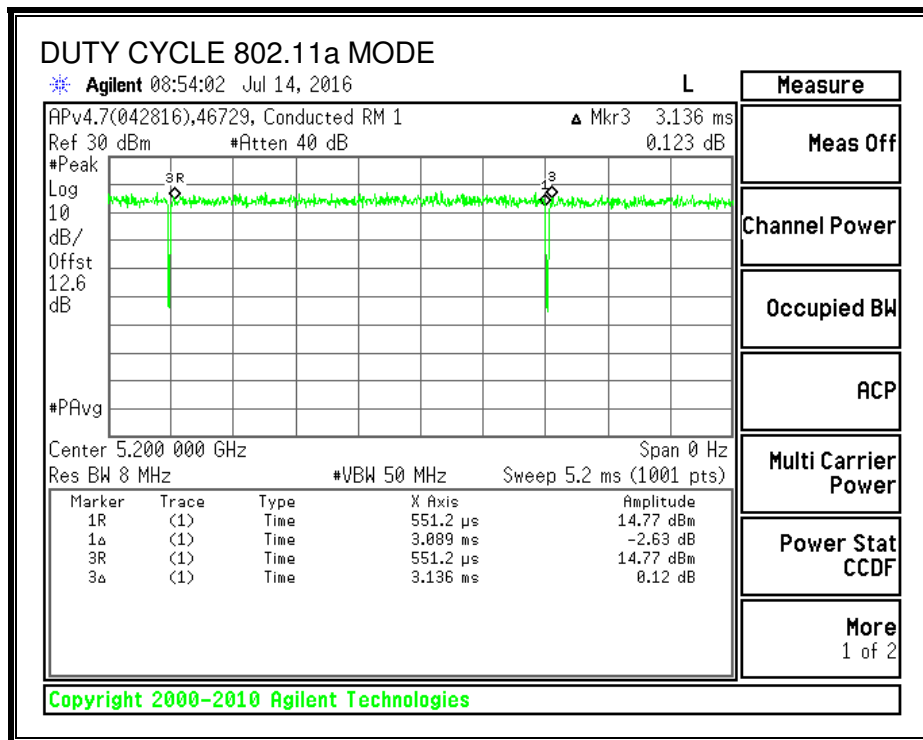 DUTY CYCLE 802.11a MODE
Agilent 08:54:02 Jul 14, 2016 L
Measure
APv4.7(042816),46729, Conducted RM 1 Δ Mkr3 3.136 ms
Ref 30 dBm #Atten 40 dB 0.123 dB
Meas Off
#Peak
3R
1 3
Log
10
dB/
Offst
12.6
dB
Channel Power
Occupied BW
ACP
#PAvg
Center 5.200 000 GHz Span 0 Hz
Res BW 8 MHz #VBW 50 MHz Sweep 5.2 ms (1001 pts)
Multi Carrier
Power
Marker Trace Type X Axis Amplitude
1R (1) Time 551.2 µs 14.77 dBm
1Δ (1) Time 3.089 ms -2.63 dB
3R (1) Time 551.2 µs 14.77 dBm
3Δ (1) Time 3.136 ms 0.12 dB
Power Stat
CCDF
More
1 of 2
Copyright 2000-2010 Agilent Technologies